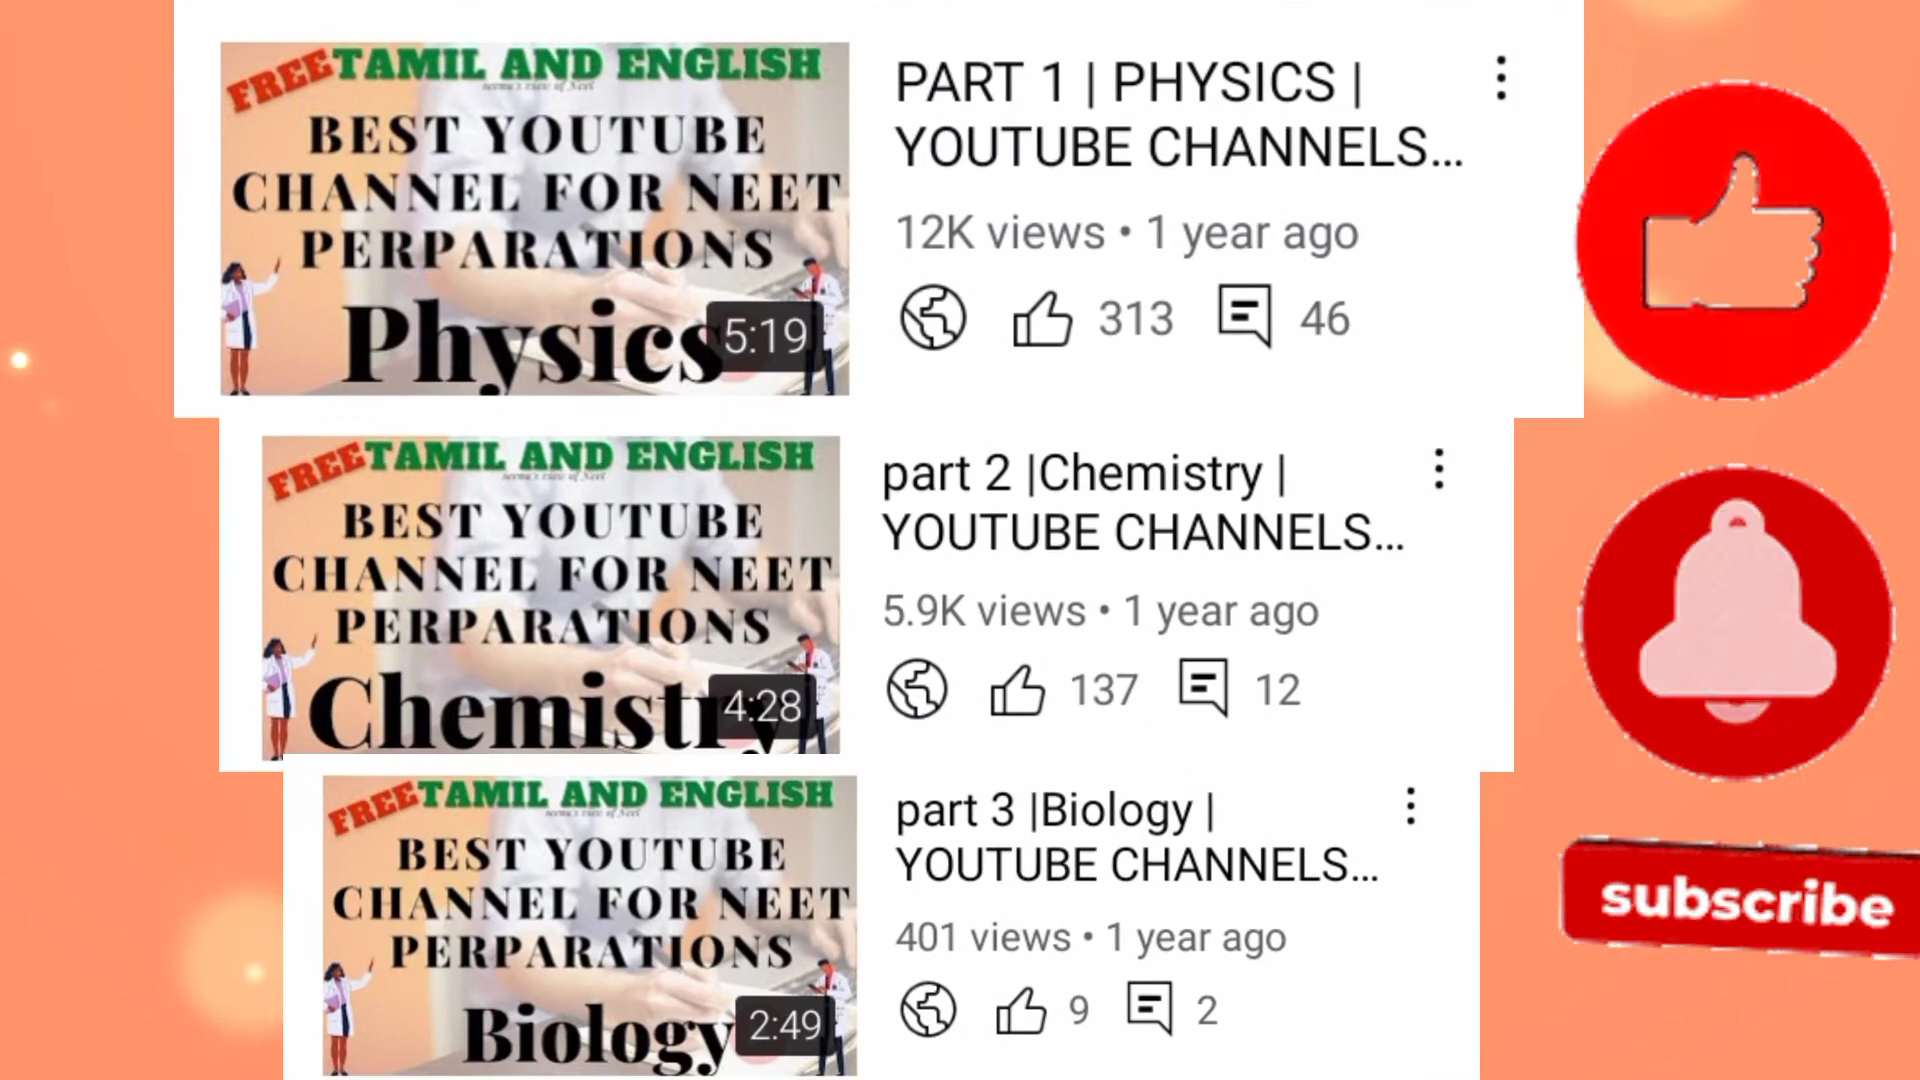 FREE TAMIL AND ENGLISH
BEST YOUTUBE
CHANNEL FOR NEET
PERPARATIONS
Physics
5:19
PART 1 | PHYSICS |
YOUTUBE CHANNELS...
12K views • 1 year ago
313 46
FREE TAMIL AND ENGLISH
BEST YOUTUBE
CHANNEL FOR NEET
PERPARATIONS
Chemistry
4:28
part 2 |Chemistry |
YOUTUBE CHANNELS...
5.9K views • 1 year ago
137 12
FREE TAMIL AND ENGLISH
BEST YOUTUBE
CHANNEL FOR NEET
PERPARATIONS
Biology
2:49
part 3 |Biology |
YOUTUBE CHANNELS...
401 views • 1 year ago
9 2
subscribe